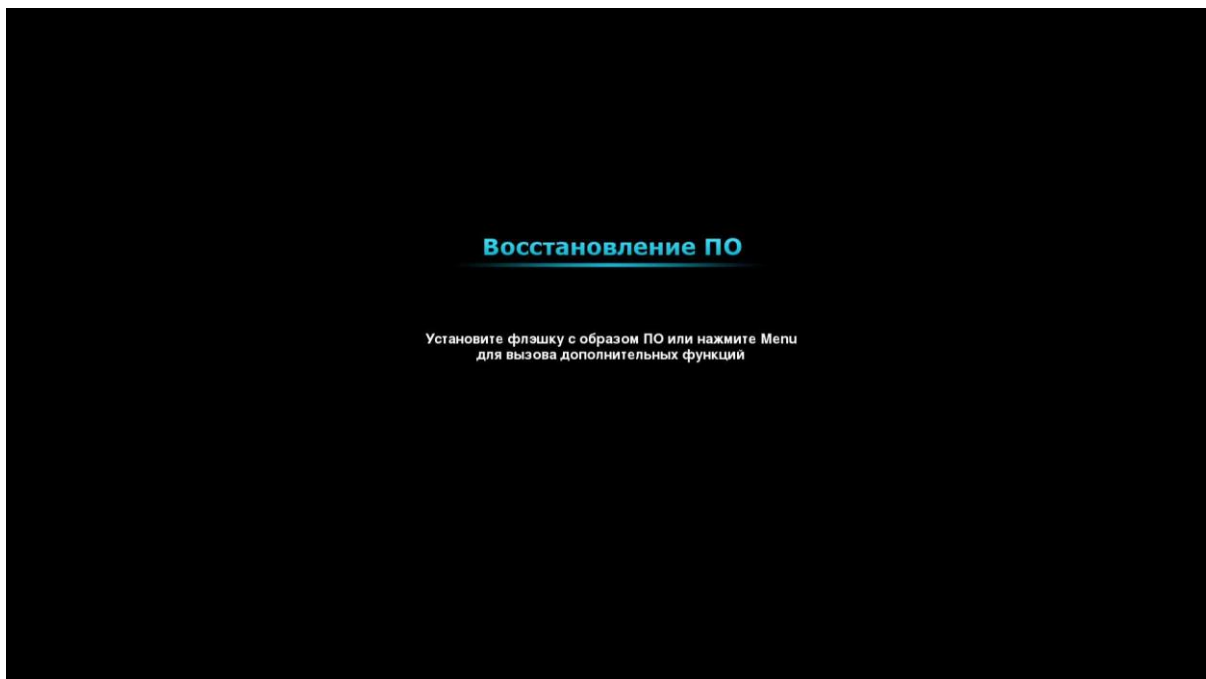 Восстановление ПО
Установите флэшку с образом ПО или нажмите Menu
для вызова дополнительных функций